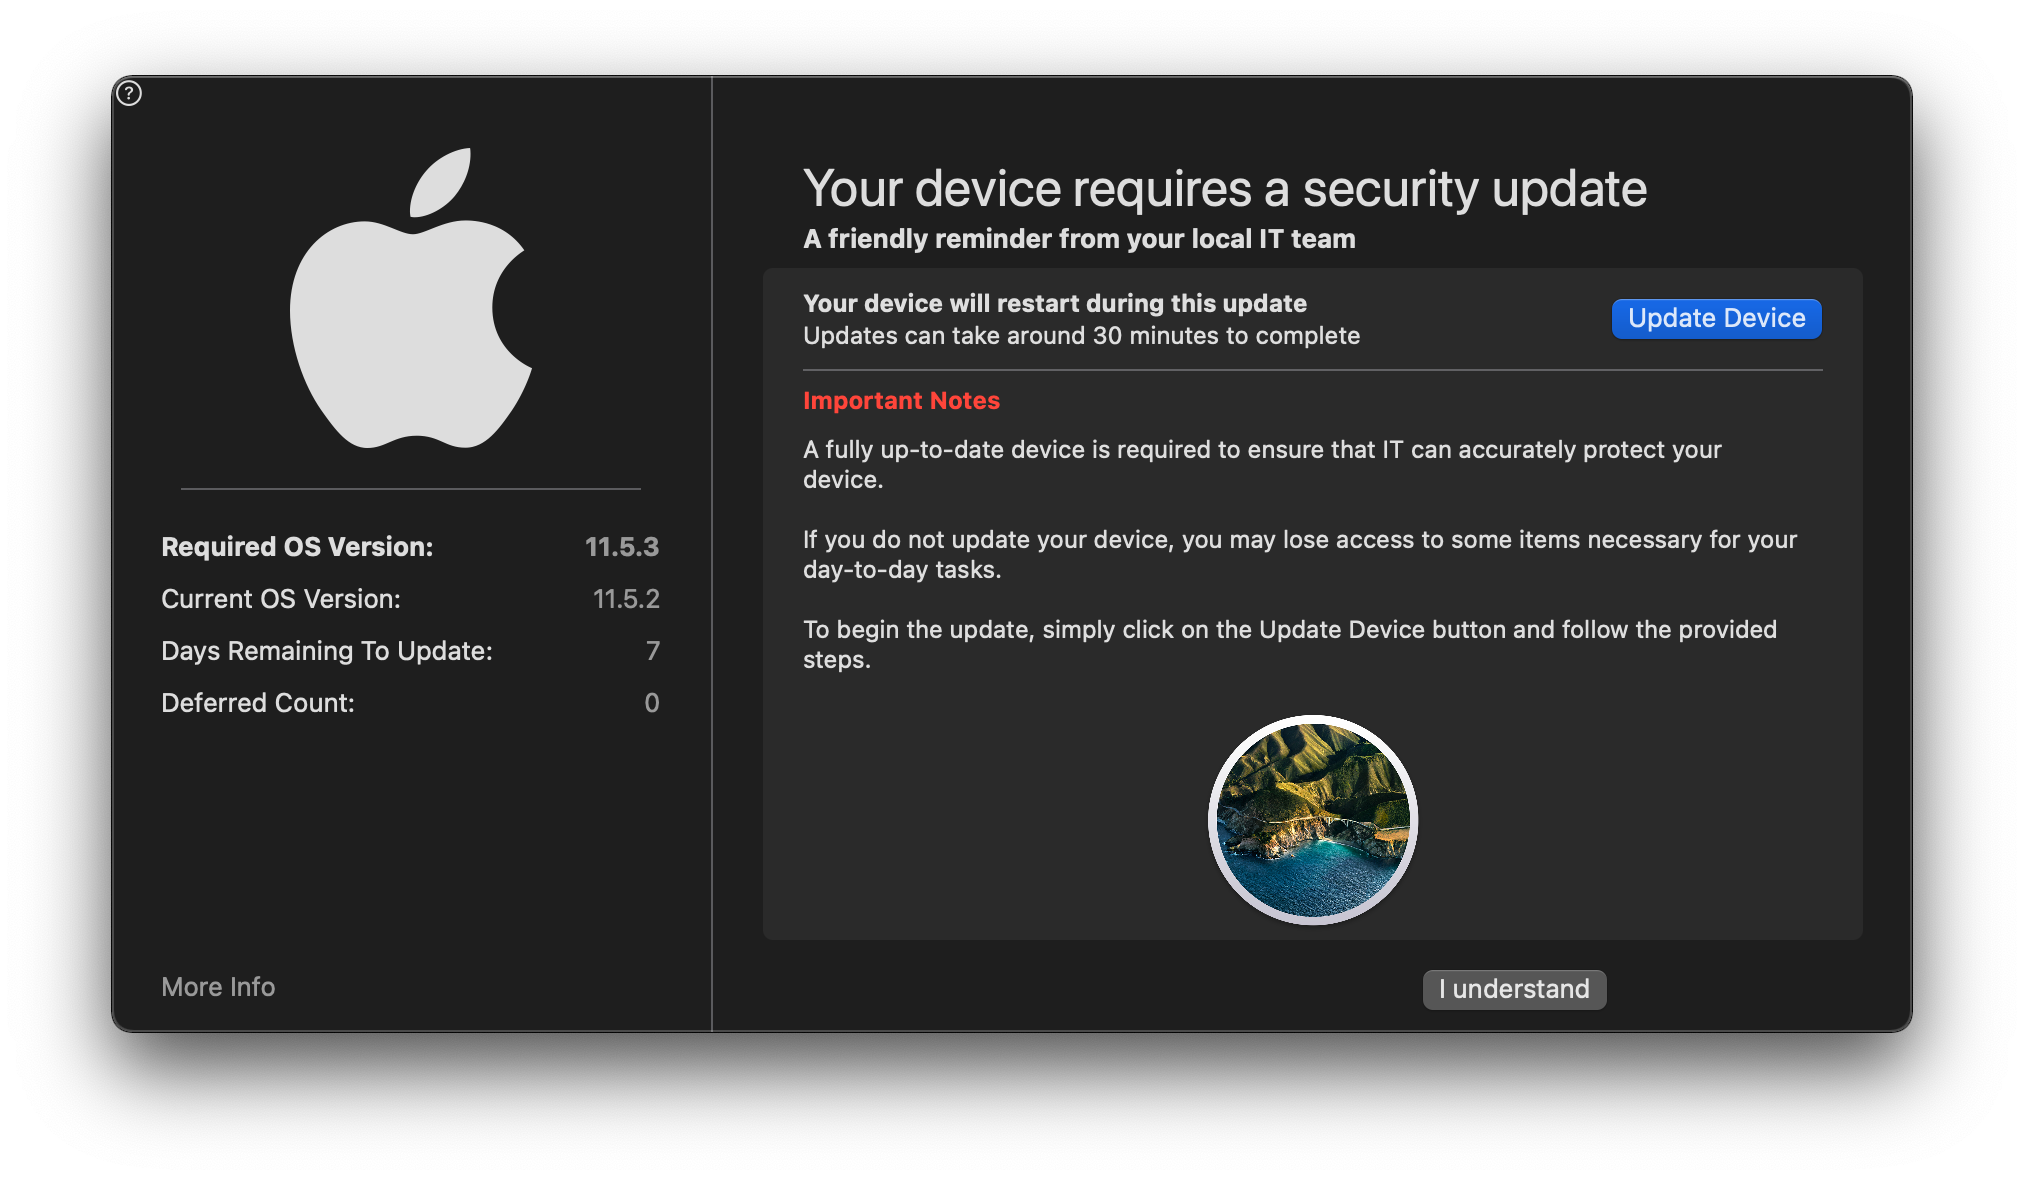 ?
Your device requires a security update
A friendly reminder from your local IT team
Your device will restart during this update
Updates can take around 30 minutes to complete
Update Device
Important Notes
A fully up-to-date device is required to ensure that IT can accurately protect your
device.
If you do not update your device, you may lose access to some items necessary for your
day-to-day tasks.
To begin the update, simply click on the Update Device button and follow the provided
steps.
Required OS Version: 11.5.3
Current OS Version: 11.5.2
Days Remaining To Update: 7
Deferred Count: 0
More Info
I understand